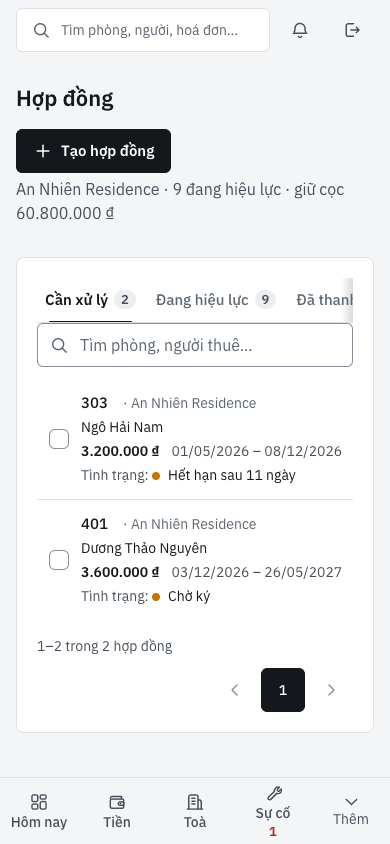 Tìm phòng, người, hoá đơn...
Hợp đồng
Tạo hợp đồng
An Nhiên Residence · 9 đang hiệu lực · giữ cọc
60.800.000 ₫
Cần xử lý 2 Đang hiệu lực 9 Đã thanh
Tìm phòng, người thuê...
303 · An Nhiên Residence
Ngô Hải Nam
3.200.000 ₫ 01/05/2026 – 08/12/2026
Tình trạng: Hết hạn sau 11 ngày
401 · An Nhiên Residence
Dương Thảo Nguyên
3.600.000 ₫ 03/12/2026 – 26/05/2027
Tình trạng: Chờ ký
1–2 trong 2 hợp đồng
1
Hôm nay Tiền Toà Sự cố 1 Thêm